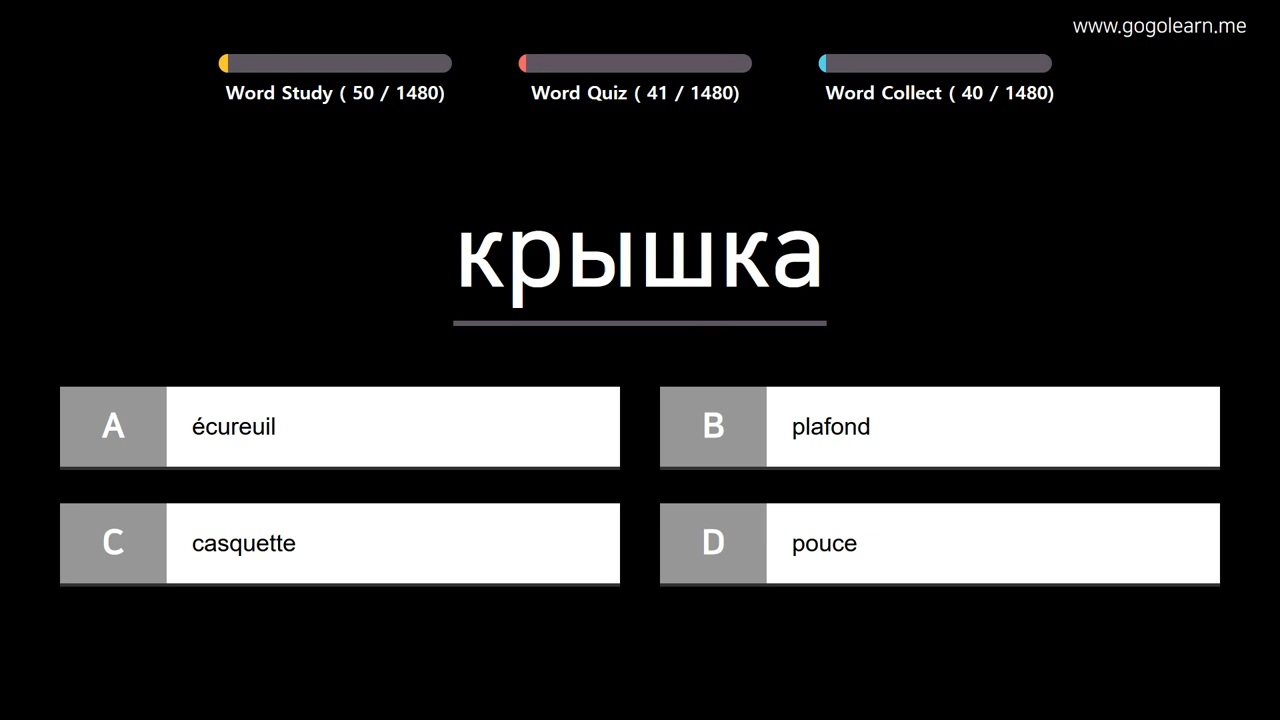 www.gogolearn.me
Word Study ( 50 / 1480)
Word Quiz ( 41 / 1480)
Word Collect ( 40 / 1480)
крышка
A écureuil
B plafond
C casquette
D pouce